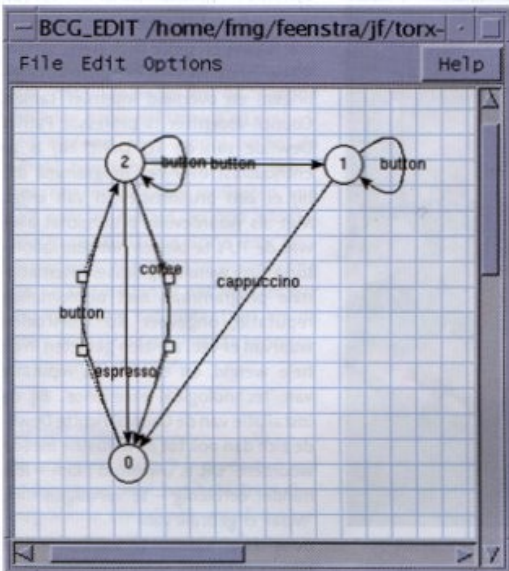 BCG_EDIT /home/fmg/feenstra/jf/torx-
File Edit Options Help
2 button button 1 button
coffee
cappuccino
button
espresso
0